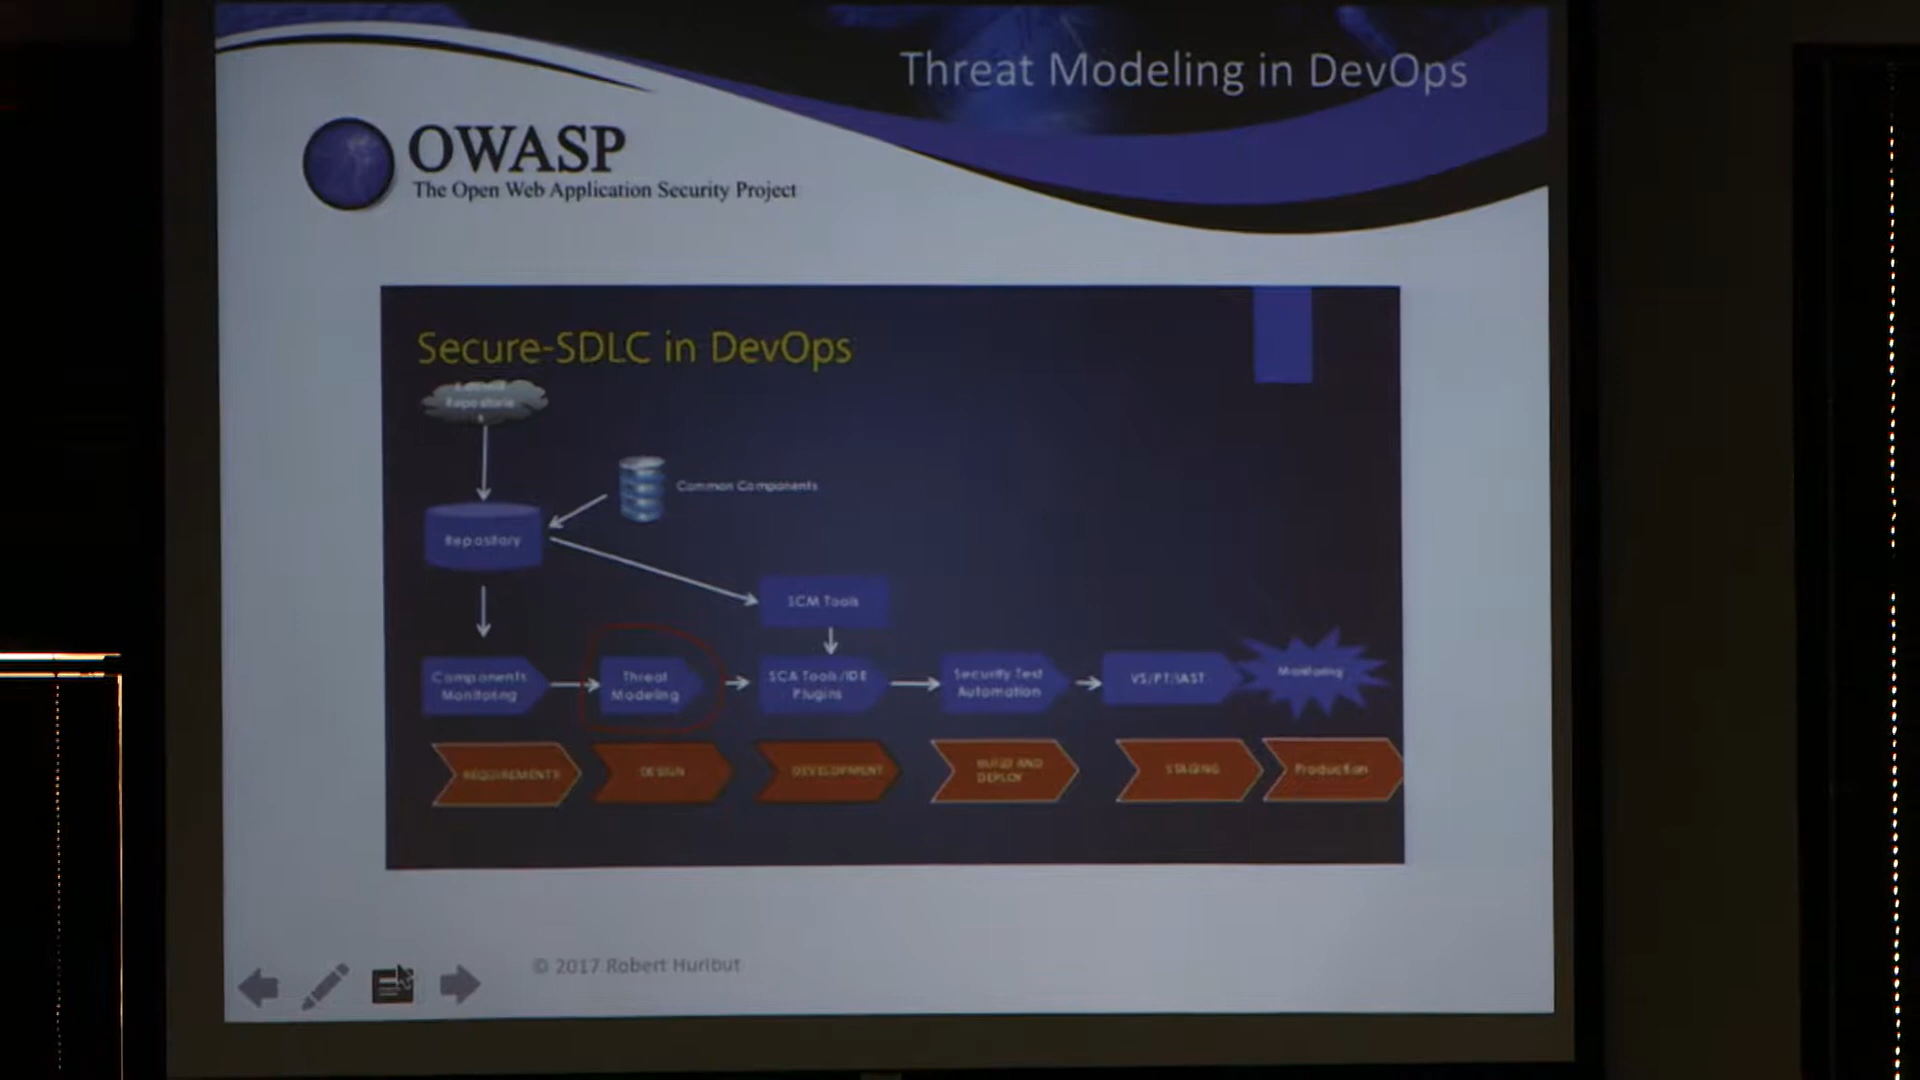 Threat Modeling in DevOps
OWASP
The Open Web Application Security Project
Secure-SDLC in DevOps
Repository
Common Components
Repository
SCM Tools
Components
Monitoring
Threat
Modeling
SCA Tools/IDE
Plugins
Security Test
Automation
VS/PT/IAST
Monitoring
REQUIREMENTS
DESIGN
DEVELOPMENT
BUILD AND
DEPLOY
STAGING
Production
© 2017 Robert Hurlbut